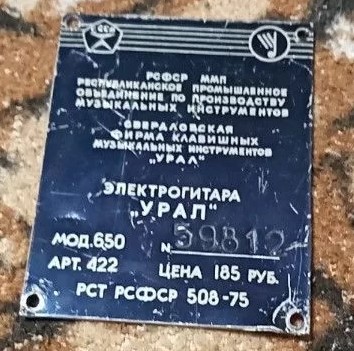 РСФСР ММП
РЕСПУБЛИКАНСКОЕ ПРОМЫШЛЕННОЕ
ОБЪЕДИНЕНИЕ ПО ПРОИЗВОДСТВУ
МУЗЫКАЛЬНЫХ ИНСТРУМЕНТОВ
СВЕРДЛОВСКАЯ
ФИРМА КЛАВИШНЫХ
МУЗЫКАЛЬНЫХ ИНСТРУМЕНТОВ
"УРАЛ"
ЭЛЕКТРОГИТАРА
„УРАЛ"
МОД. 650 N 59812
АРТ. 422 ЦЕНА 185 РУБ.
РСТ РСФСР 508-75